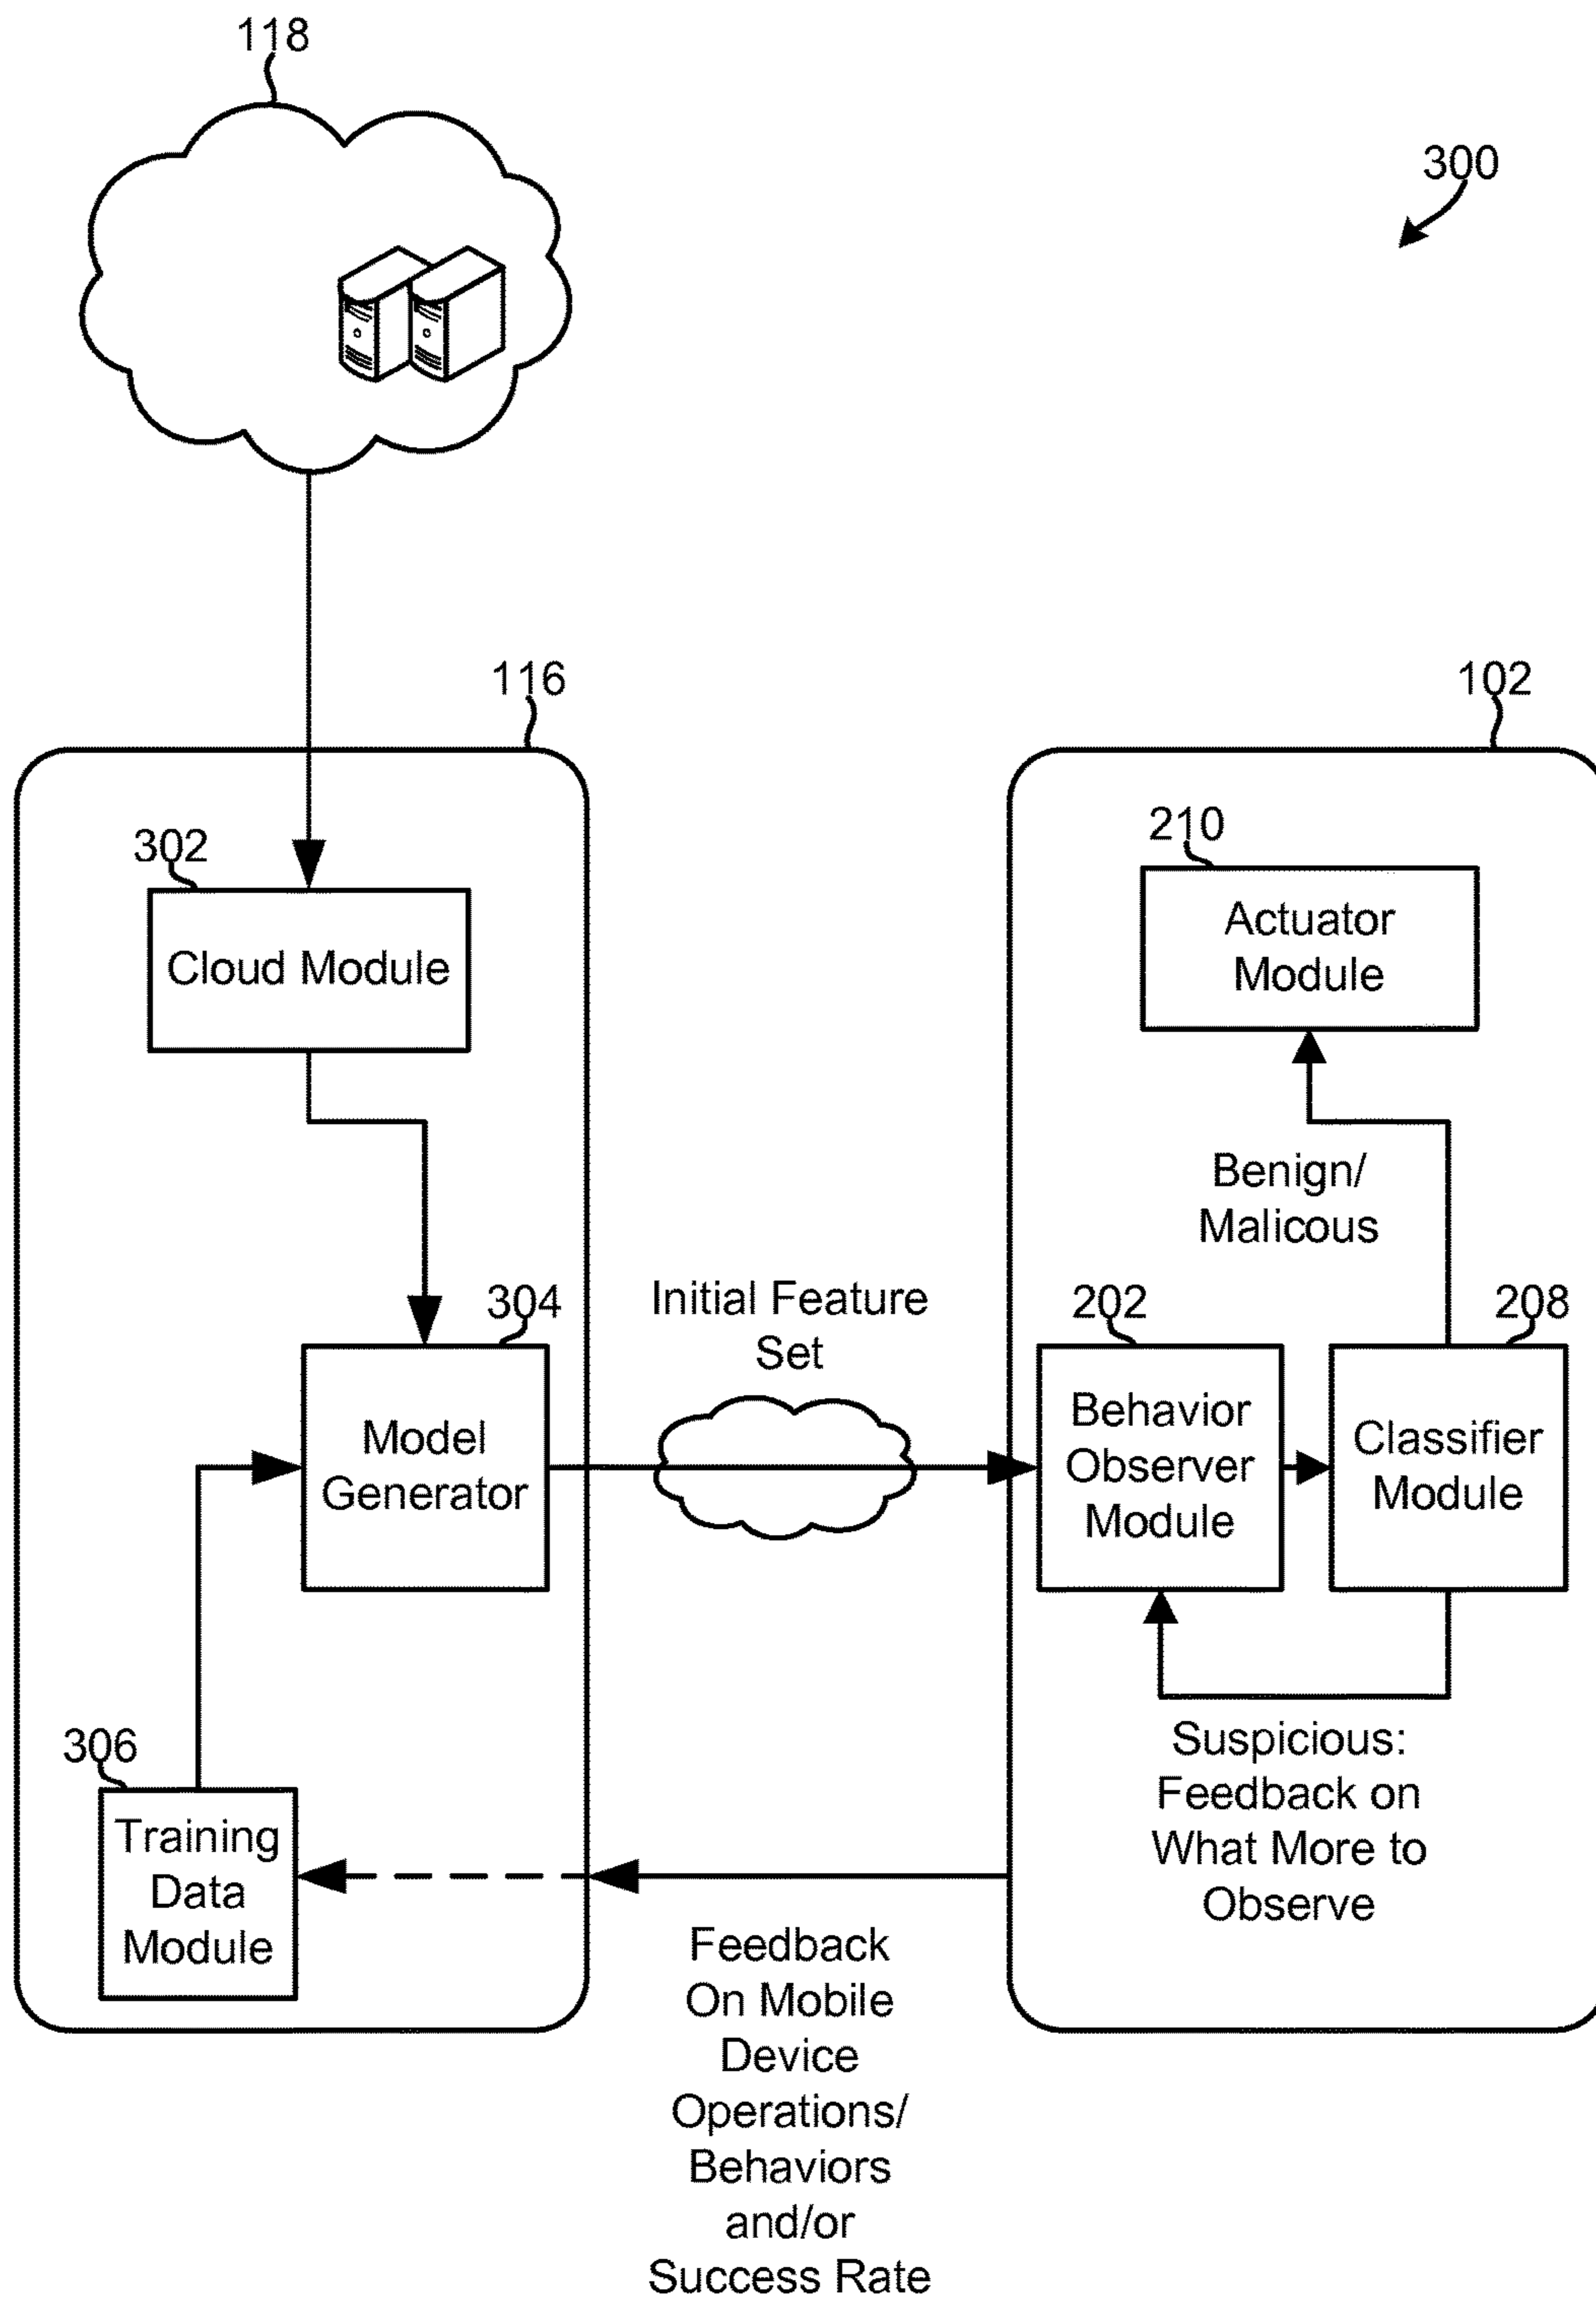 118
300
116
102
302
Cloud Module
210
Actuator
Module
Benign/
Malicous
304
Model
Generator
Initial Feature
Set
202
Behavior
Observer
Module
208
Classifier
Module
Suspicious:
Feedback on
What More to
Observe
306
Training
Data
Module
Feedback
On Mobile
Device
Operations/
Behaviors
and/or
Success Rate